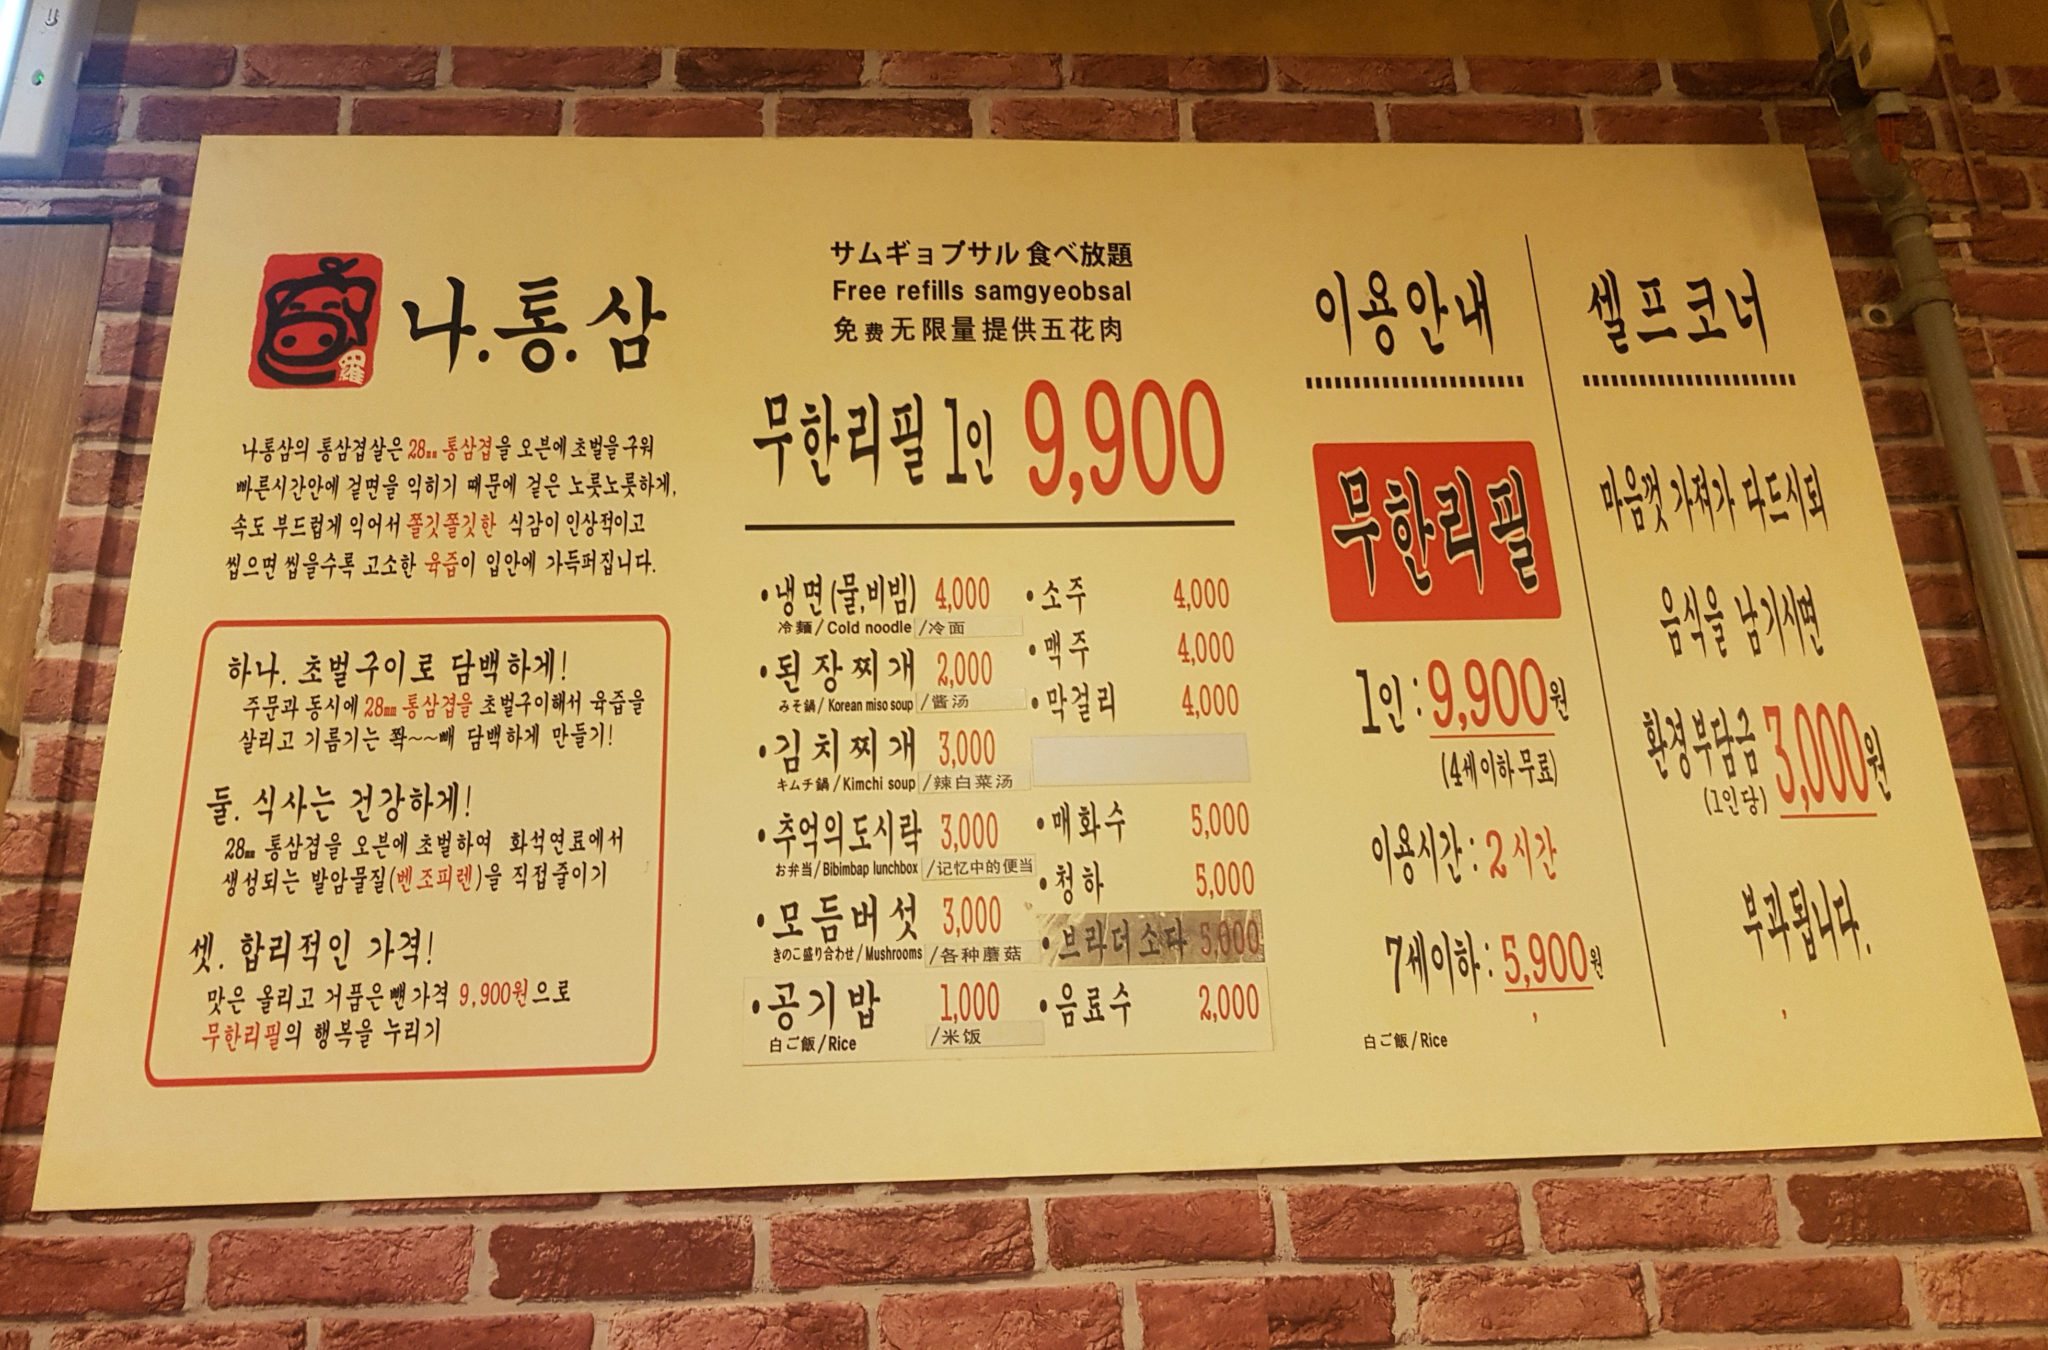 羅
나.통.삼
나통삼의 통삼겹살은 28mm 통삼겹을 오븐에 초벌을구워
빠른시간안에 겉면을 익히기 때문에 겉은 노릇노릇하게,
속도 부드럽게 익어서 쫄깃쫄깃한 식감이 인상적이고
씹으면 씹을수록 고소한 육즙이 입안에 가득퍼집니다.
하나. 초벌구이로 담백하게!
주문과 동시에 28mm 통삼겹을 초벌구이해서 육즙을
살리고 기름기는 쫙~~빼 담백하게 만들기!
둘. 식사는 건강하게!
28mm 통삼겹을 오븐에 초벌하여 화석연료에서
생성되는 발암물질(벤조피렌)을 직접줄이기
셋. 합리적인 가격!
맛은 올리고 거품은뺀가격 9,900원으로
무한리필의 행복을 누리기
サムギョプサル 食べ放題
Free refills samgyeobsal
免费无限量提供五花肉
무한리필 1인 9,900
•냉면(물,비빔) 4,000
冷麺/Cold noodle /冷面
•된장찌개 2,000
みそ鍋/Korean miso soup /酱汤
•김치찌개 3,000
キムチ鍋/Kimchi soup /辣白菜汤
•추억의도시락 3,000
お弁当/Bibimbap lunchbox /记忆中的便当
•모듬버섯 3,000
きのこ盛り合わせ/Mushrooms /各种蘑菇
•공기밥 1,000
白ご飯/Rice /米饭
•소주 4,000
•맥주 4,000
•막걸리 4,000
•매화수 5,000
•청하 5,000
•브라더소다 5,000
•음료수 2,000
이용안내
무한리필
1인:9,900원
(4세이하무료)
이용시간:2시간
7세이하:5,900원
,
白ご飯/Rice
셀프코너
마음껏 가져가 다드시되
음식을 남기시면
환경부담금 3,000원
(1인당)
부과됩니다.
,